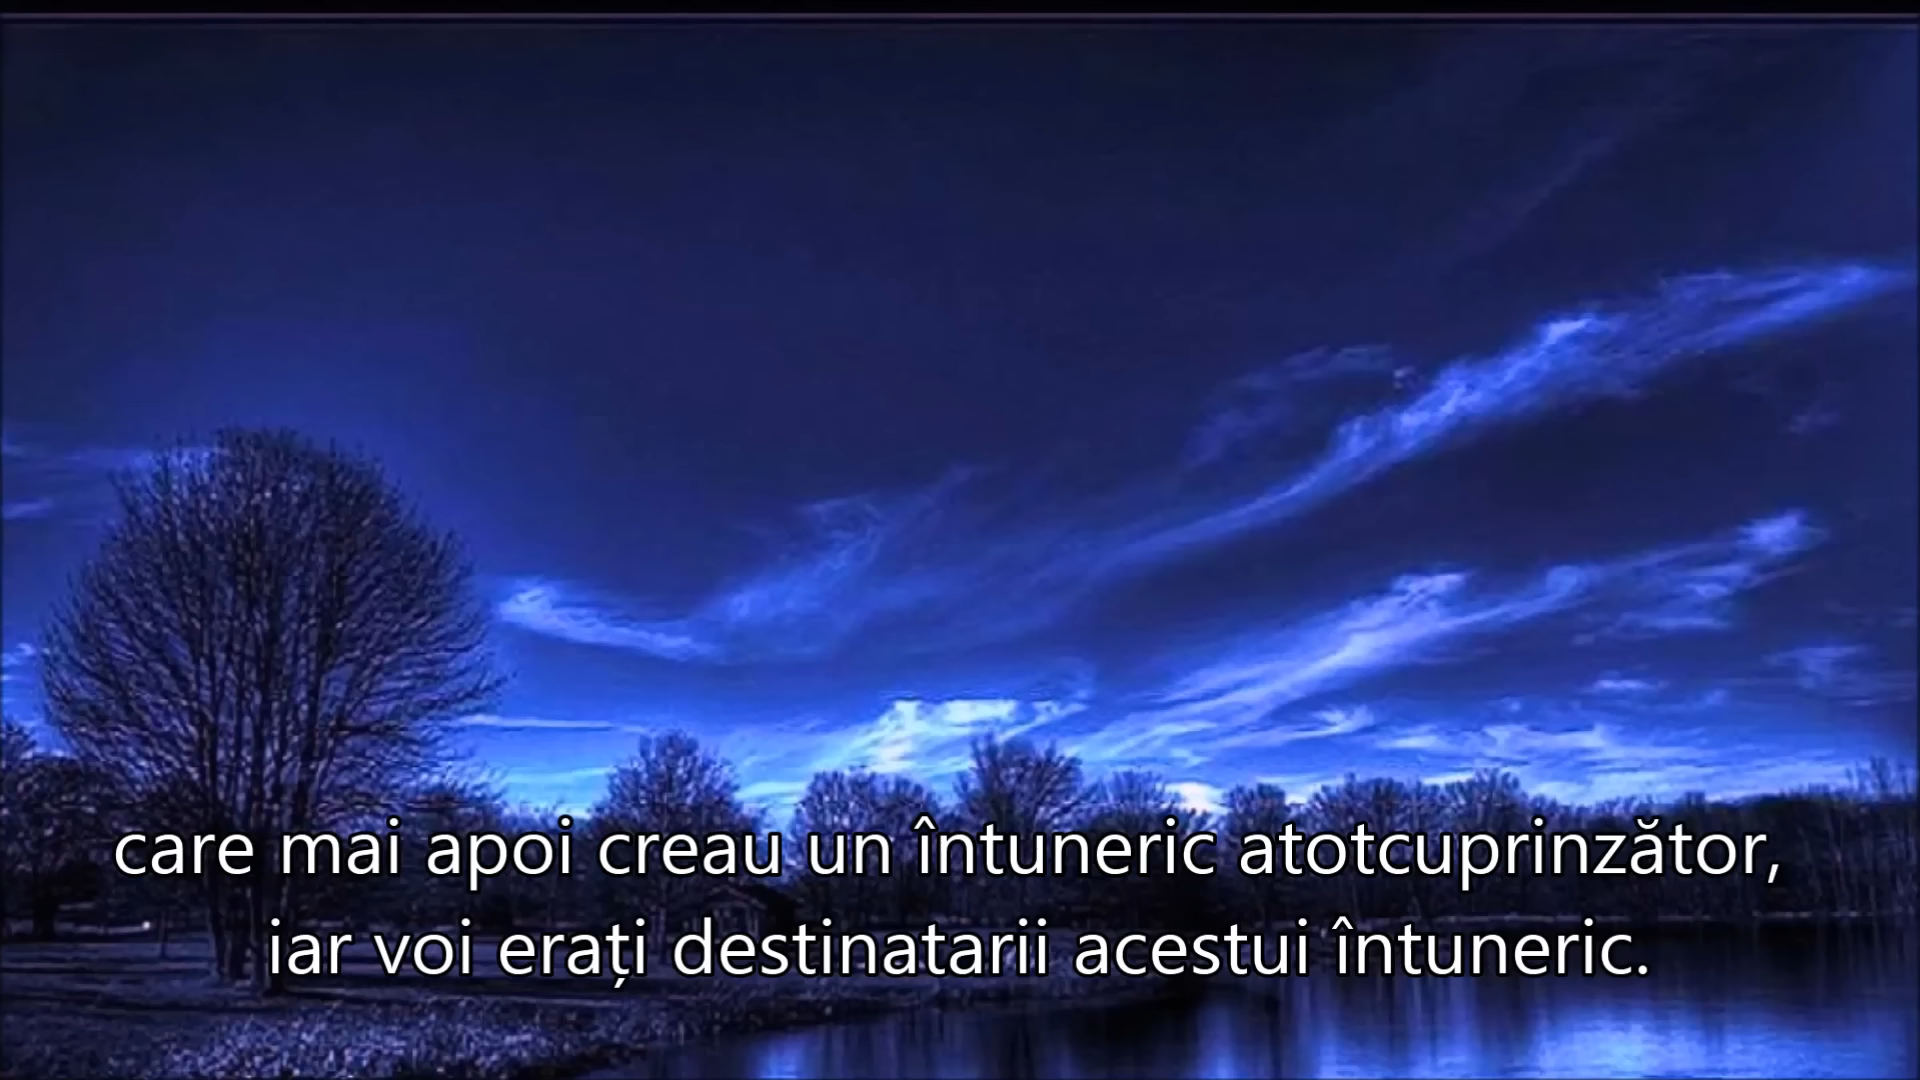 care mai apoi creau un întuneric atotcuprinzător,
iar voi erați destinatarii acestui întuneric.